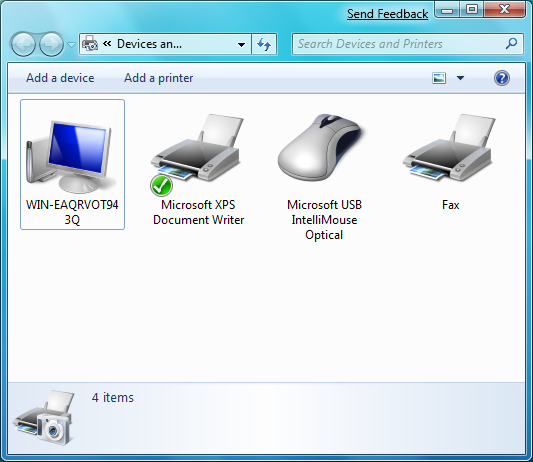 Send Feedback
« Devices an...
Search Devices and Printers
Add a device
Add a printer
WIN-EAQRVOT94
3Q
Microsoft XPS
Document Writer
Microsoft USB
IntelliMouse
Optical
Fax
4 items